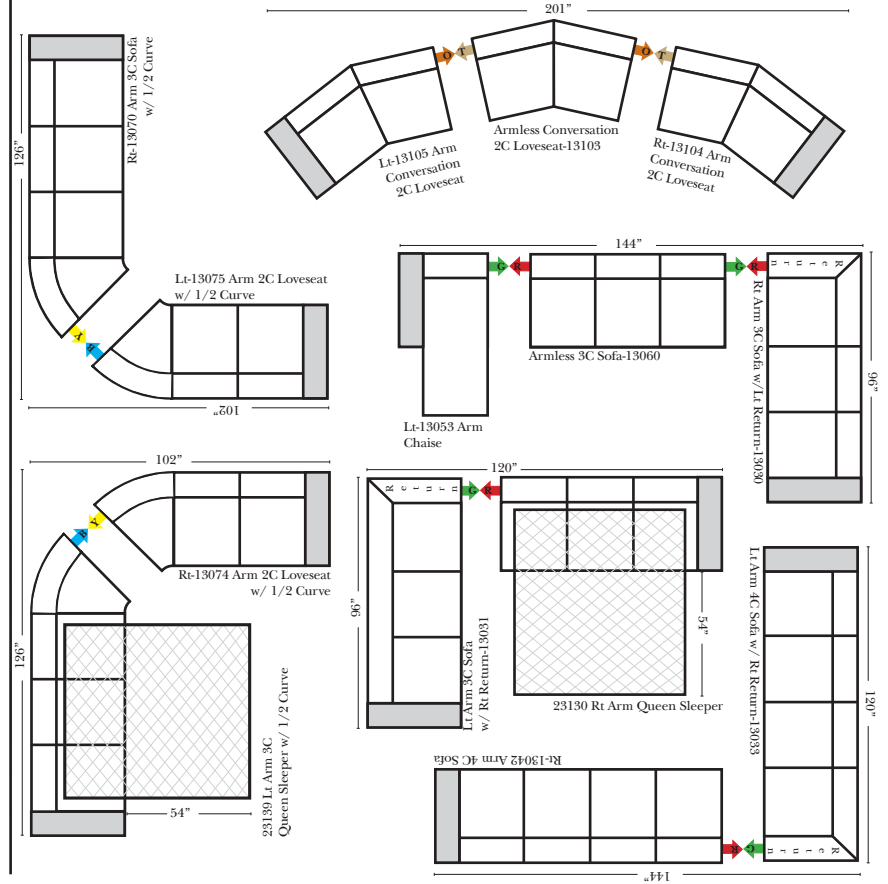 201”
126”
Rt-13070 Arm 3C Sofa
w/ 1/2 Curve
O T
O T
Lt-13105 Arm
Conversation
2C Loveseat
Armless Conversation
2C Loveseat-13103
Rt-13104 Arm
Conversation
2C Loveseat
Lt-13075 Arm 2C Loveseat
w/ 1/2 Curve
Y
B
102”
144”
G R
G R
Return
Armless 3C Sofa-13060
Lt-13053 Arm
Chaise
Rt Arm 3C Sofa w/Lt Return-13030
96”
102”
B Y
Rt-13074 Arm 2C Loveseat
w/ 1/2 Curve
126”
54”
23139 Lt Arm 3C
Queen Sleeper w/ 1/2 Curve
120”
Return
G R
96”
Lt Arm 3C Sofa
w/ Rt Return-13031
54”
23130 Rt Arm Queen Sleeper
Lt Arm 4C Sofa w/ Rt Return-13033
120”
Rt-13042 Arm 4C Sofa
R G
Return
144”